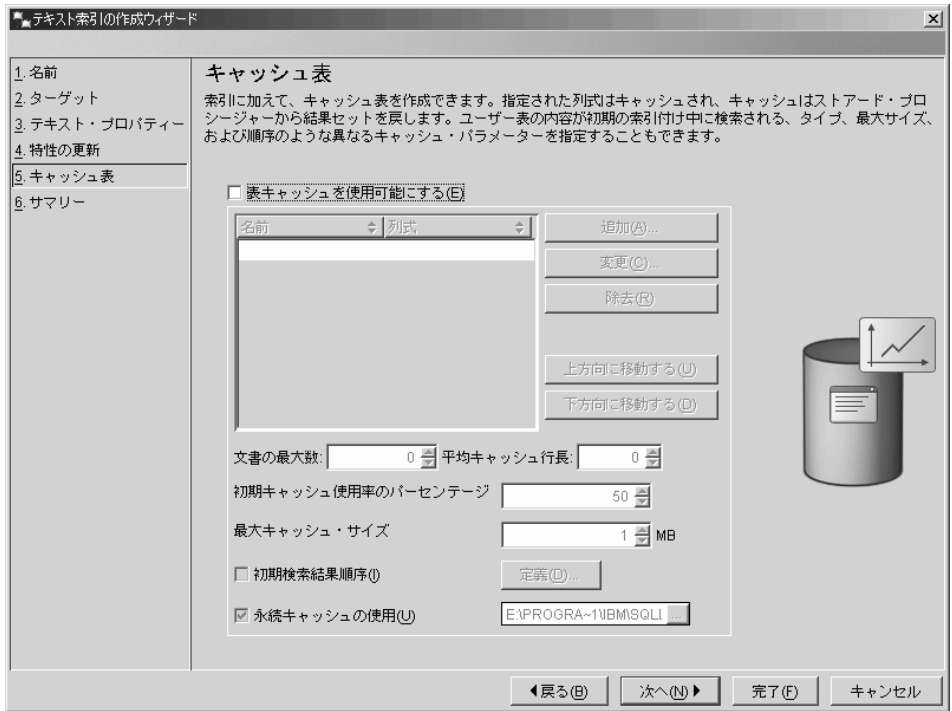 テキスト索引の作成ウィザード
1. 名前
2. ターゲット
3. テキスト・プロパティー
4. 特性の更新
5. キャッシュ表
6. サマリー
キャッシュ表
索引に加えて、キャッシュ表を作成できます。指定された列式はキャッシュされ、キャッシュはストアード・プロ
シージャーから結果セットを戻します。ユーザー表の内容が初期の索引付け中に検索される、タイプ、最大サイズ、
および順序のような異なるキャッシュ・パラメーターを指定することもできます。
表キャッシュを使用可能にする(E)
名前 列式
追加(A)...
変更(C)...
除去(R)
上方向に移動する(U)
下方向に移動する(D)
文書の最大数: 0 平均キャッシュ行長: 0
初期キャッシュ使用率のパーセンテージ 50
最大キャッシュ・サイズ 1 MB
初期検索結果順序(I) 定義(D)...
永続キャッシュの使用(U) E:\PROGRA~1\IBM\SQLI ...
戻る(B) 次へ(N) 完了(F) キャンセル